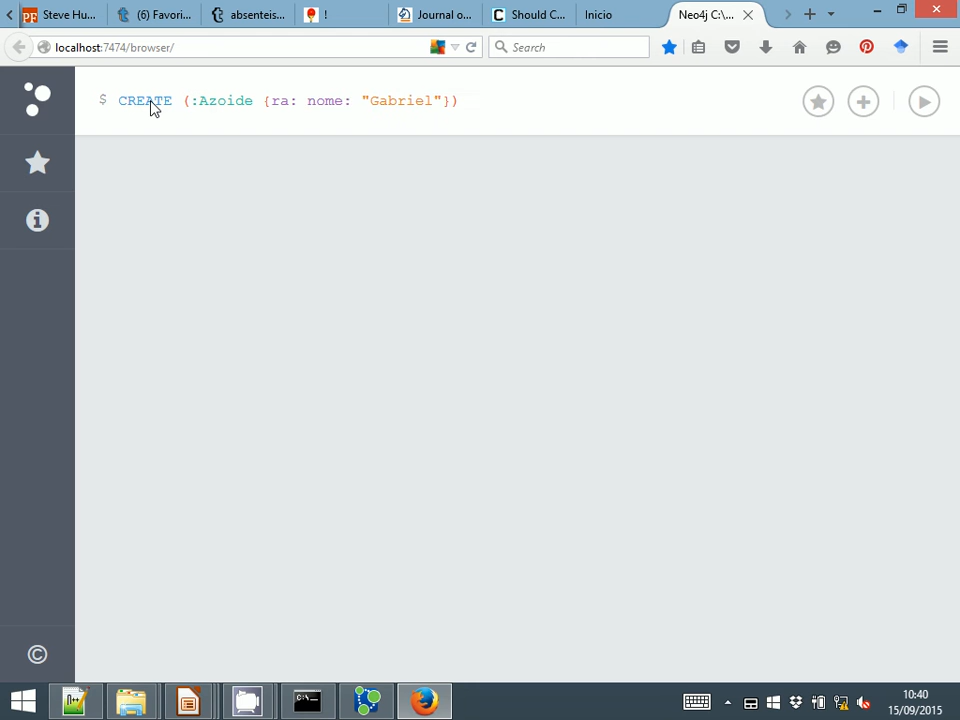 Steve Hu...
(6) Favori...
absenteis...
!
Journal o...
Should C...
Inicio
Neo4j C:\...
localhost:7474/browser/
Search
$ CREATE (:Azoide {ra: nome: "Gabriel"})
10:40
15/09/2015